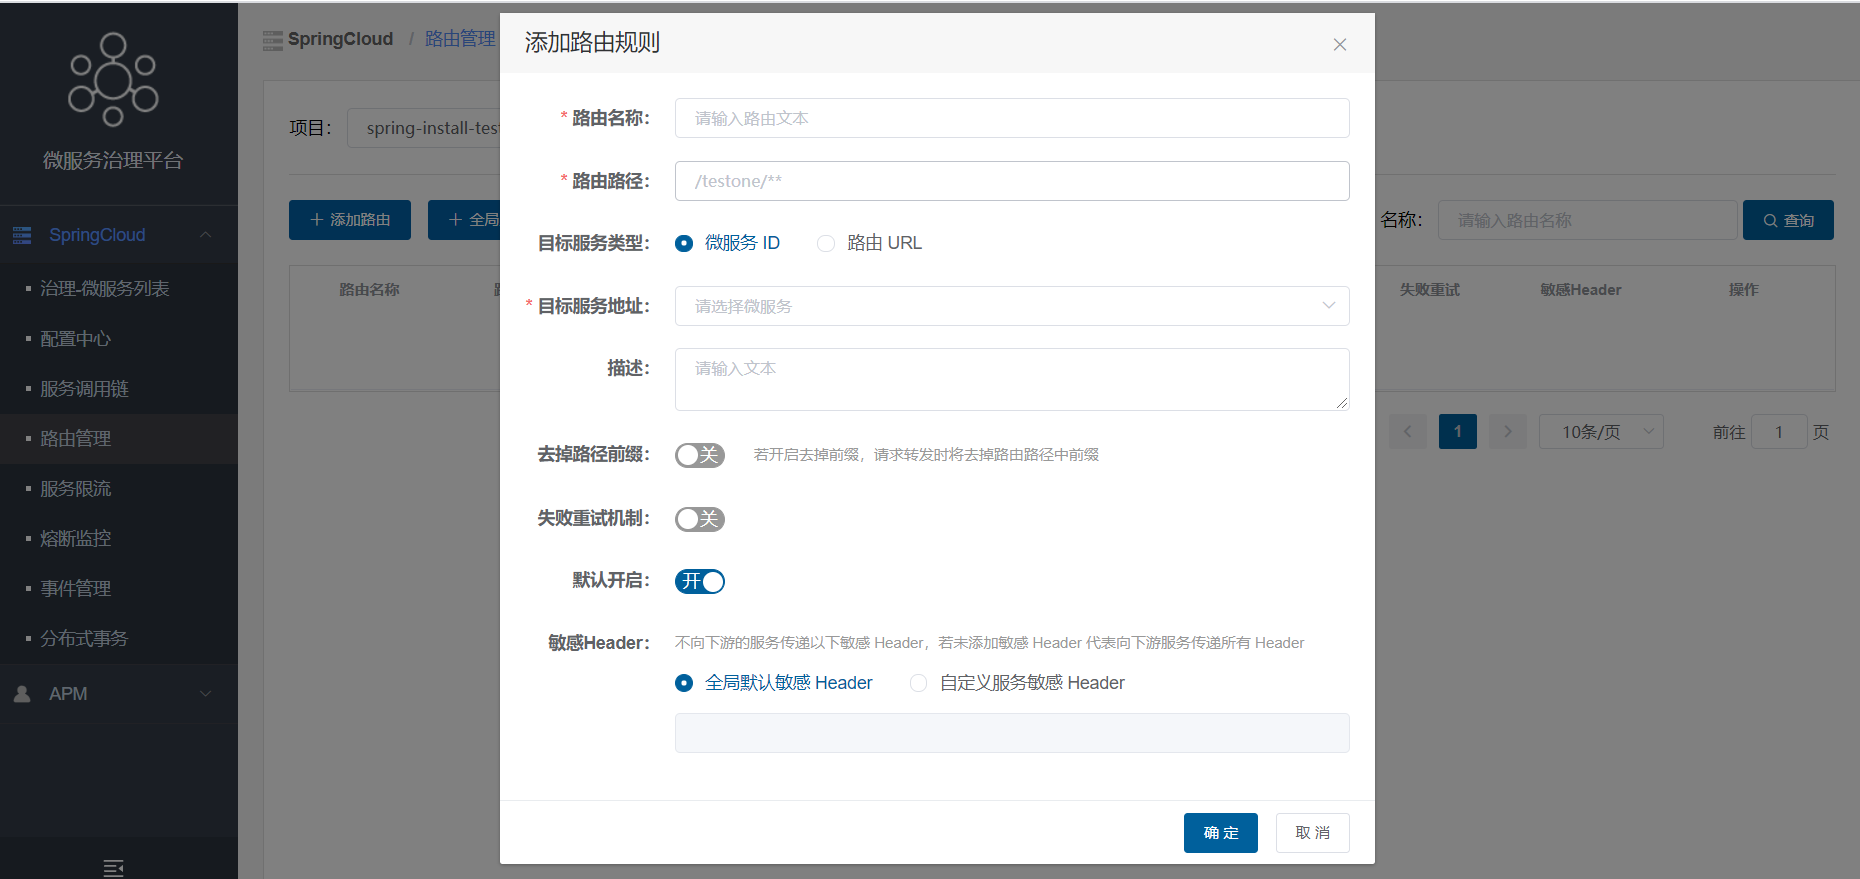 微服务治理平台
SpringCloud
治理-微服务列表
配置中心
服务调用链
路由管理
服务限流
熔断监控
事件管理
分布式事务
APM
SpringCloud / 路由管理
项目： spring-install-tes
+ 添加路由
+ 全局
名称： 请输入路由名称 查询
路由名称
失败重试 敏感Header 操作
1 10条/页 前往 1 页
添加路由规则
* 路由名称： 请输入路由文本
* 路由路径： /testone/**
目标服务类型： 微服务 ID 路由 URL
* 目标服务地址： 请选择微服务
描述： 请输入文本
去掉路径前缀： 关 若开启去掉前缀，请求转发时将去掉路由路径中前缀
失败重试机制： 关
默认开启： 开
敏感Header： 不向下游的服务传递以下敏感 Header，若未添加敏感 Header 代表向下游服务传递所有 Header
全局默认敏感 Header 自定义服务敏感 Header
确 定 取 消